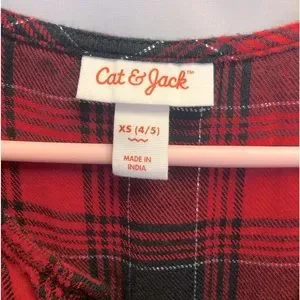 Cat & Jack™
XS (4/5)
MADE IN
INDIA